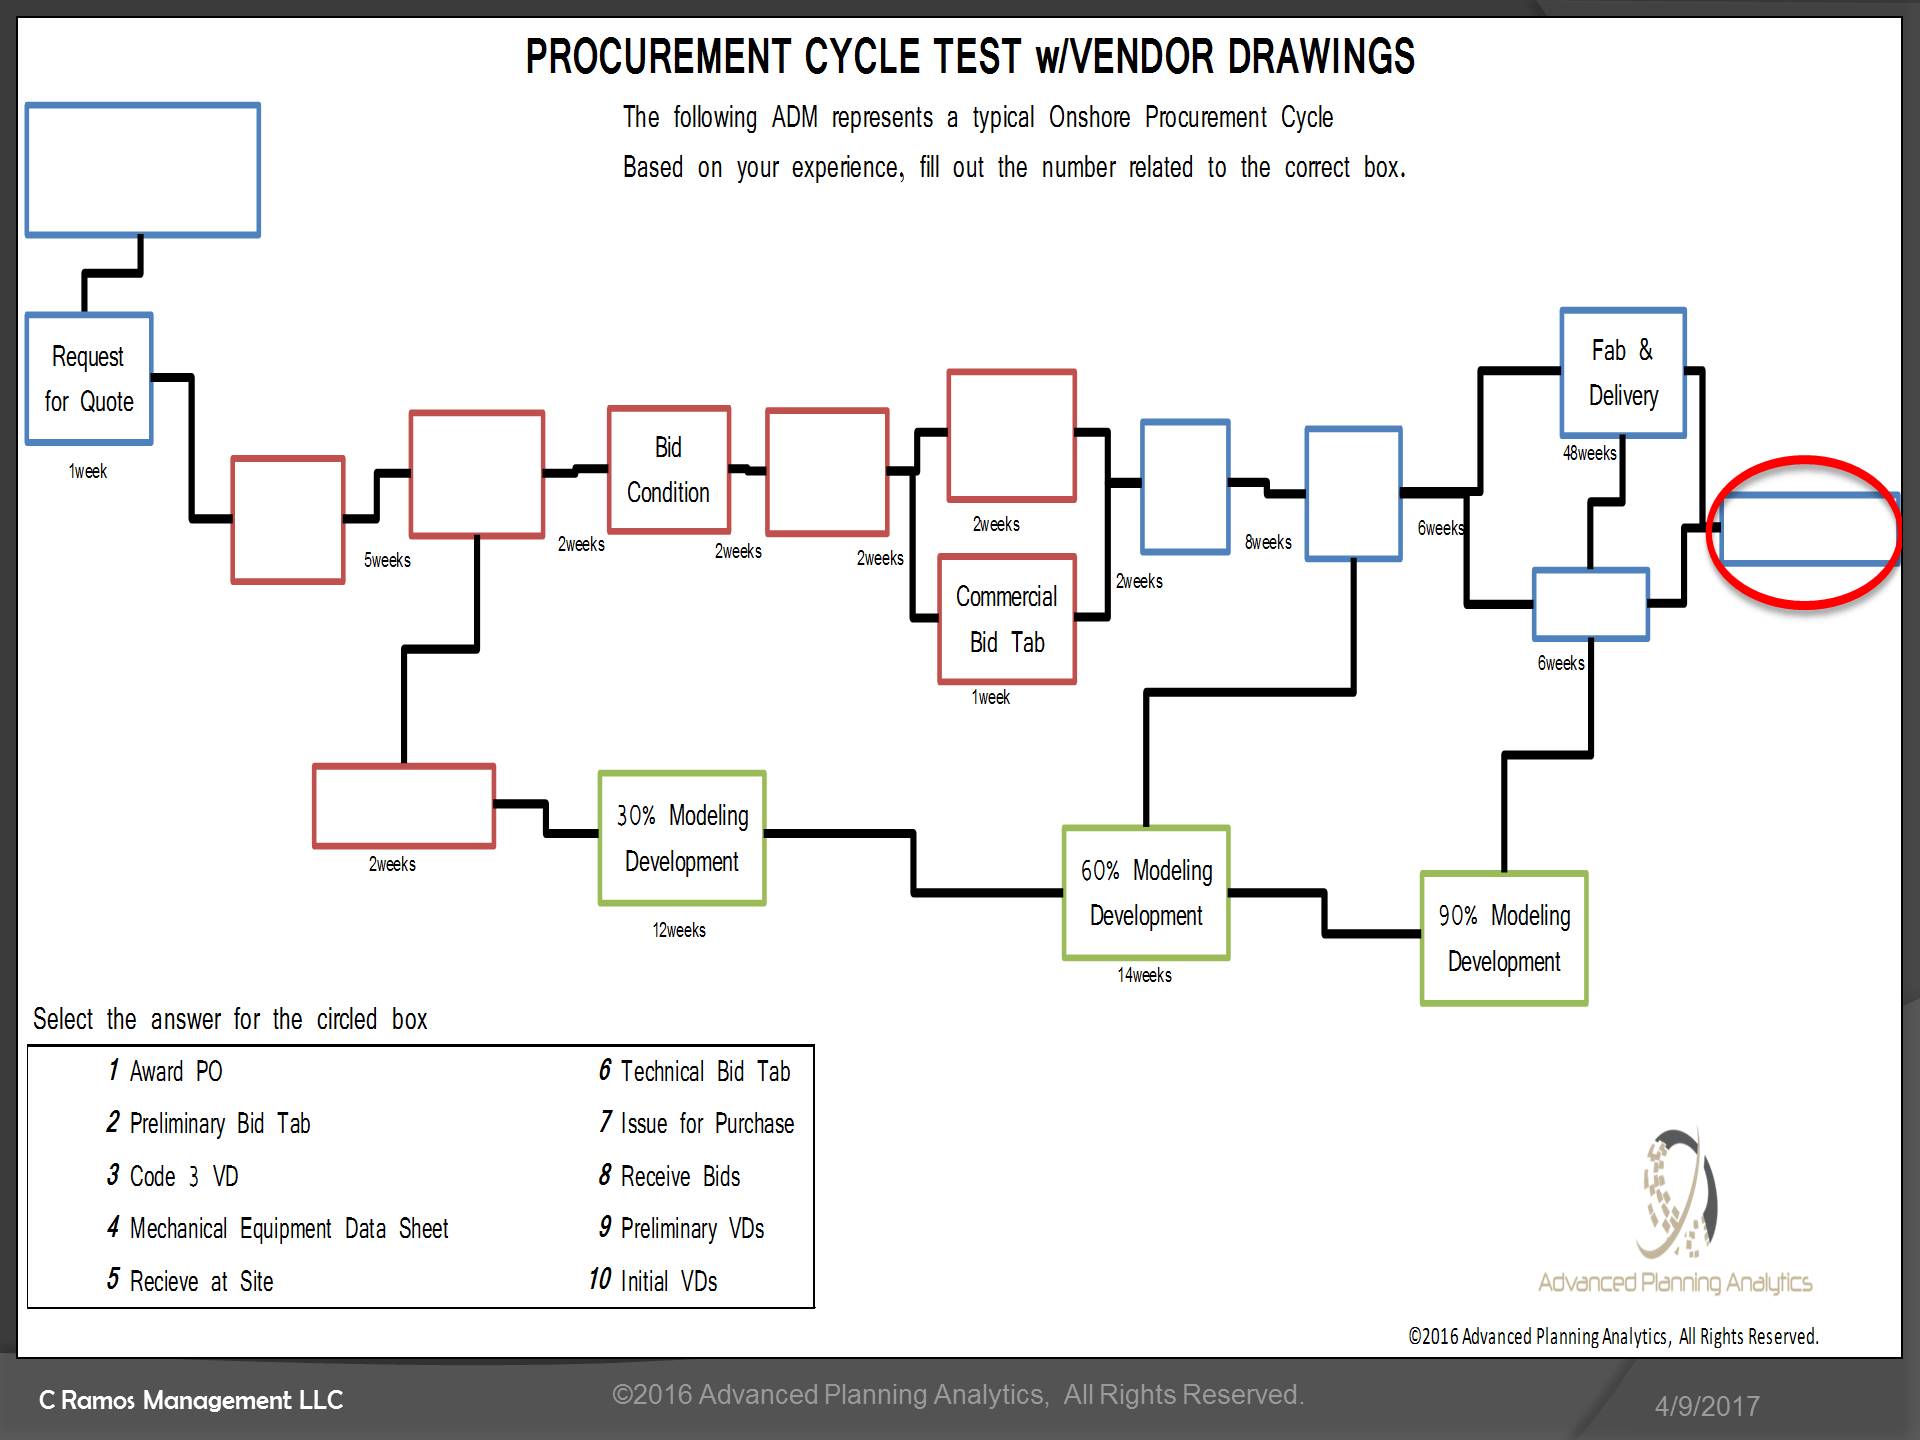 PROCUREMENT CYCLE TEST w/VENDOR DRAWINGS
The following ADM represents a typical Onshore Procurement Cycle
Based on your experience, fill out the number related to the correct box.
Request
for Quote
1week
5weeks
2weeks
Bid
Condition
2weeks
2weeks
2weeks
Commercial
Bid Tab
1week
2weeks
8weeks
6weeks
Fab &
Delivery
48weeks
6weeks
2weeks
30% Modeling
Development
12weeks
60% Modeling
Development
14weeks
90% Modeling
Development
Select the answer for the circled box
1 Award PO
2 Preliminary Bid Tab
3 Code 3 VD
4 Mechanical Equipment Data Sheet
5 Recieve at Site
6 Technical Bid Tab
7 Issue for Purchase
8 Receive Bids
9 Preliminary VDs
10 Initial VDs
Advanced Planning Analytics
©2016 Advanced Planning Analytics, All Rights Reserved.
C Ramos Management LLC
©2016 Advanced Planning Analytics, All Rights Reserved.
4/9/2017